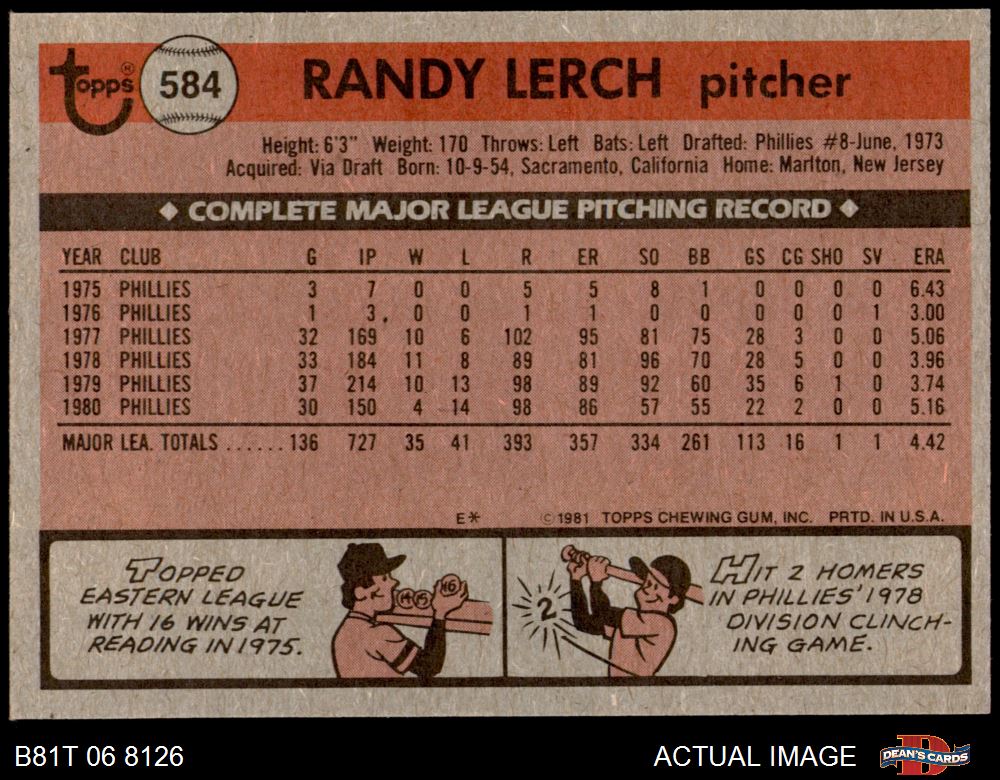 topps® 584 RANDY LERCH pitcher
Height: 6'3" Weight: 170 Throws: Left Bats: Left Drafted: Phillies #8-June, 1973
Acquired: Via Draft Born: 10-9-54, Sacramento, California Home: Marlton, New Jersey
◆ COMPLETE MAJOR LEAGUE PITCHING RECORD ◆
YEAR CLUB G IP W L R ER SO BB GS CG SHO SV ERA
1975 PHILLIES 3 7 0 0 5 5 8 1 0 0 0 0 6.43
1976 PHILLIES 1 3 0 0 1 1 0 0 0 0 0 1 3.00
1977 PHILLIES 32 169 10 6 102 95 81 75 28 3 0 0 5.06
1978 PHILLIES 33 184 11 8 89 81 96 70 28 5 0 0 3.96
1979 PHILLIES 37 214 10 13 98 89 92 60 35 6 1 0 3.74
1980 PHILLIES 30 150 4 14 98 86 57 55 22 2 0 0 5.16
MAJOR LEA. TOTALS ...... 136 727 35 41 393 357 334 261 113 16 1 1 4.42
E* © 1981 TOPPS CHEWING GUM, INC. PRTD. IN U.S.A.
TOPPED
EASTERN LEAGUE
WITH 16 WINS AT
READING IN 1975.
14 15 16
2
HIT 2 HOMERS
IN PHILLIES' 1978
DIVISION CLINCH-
ING GAME.
B81T 06 8126 ACTUAL IMAGE DEAN'S CARDS